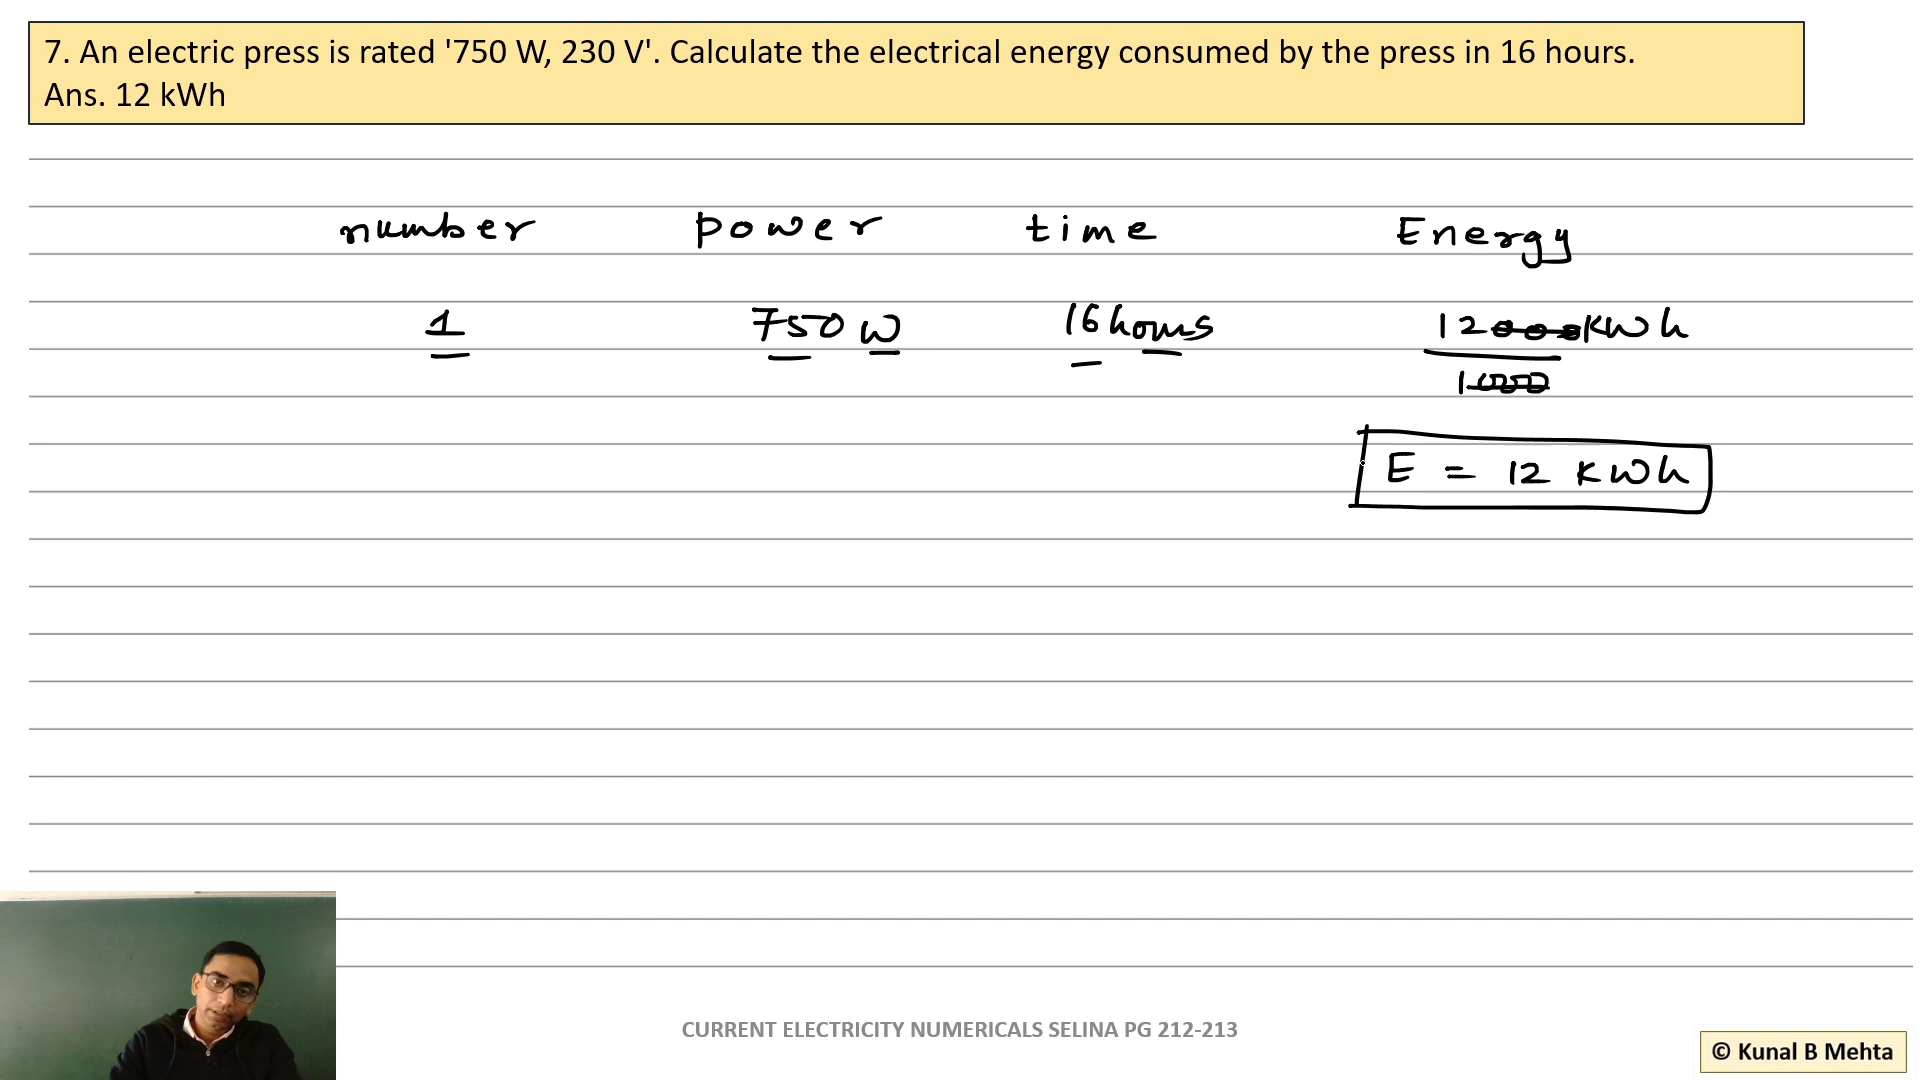 7. An electric press is rated '750 W, 230 V'. Calculate the electrical energy consumed by the press in 16 hours.
Ans. 12 kWh
number power time Energy
1 750 W 16 hours 12000 KWh
1000
E = 12 KWh
CURRENT ELECTRICITY NUMERICALS SELINA PG 212-213
© Kunal B Mehta